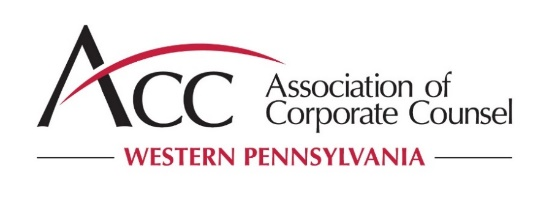 ACC
Association of
Corporate Counsel
WESTERN PENNSYLVANIA